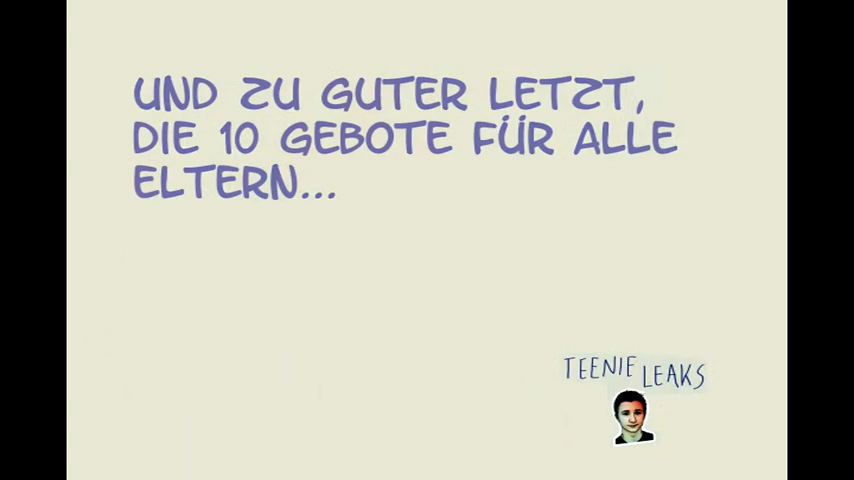 UND ZU GUTER LETZT,
DIE 10 GEBOTE FÜR ALLE
ELTERN...
TEENIE LEAKS